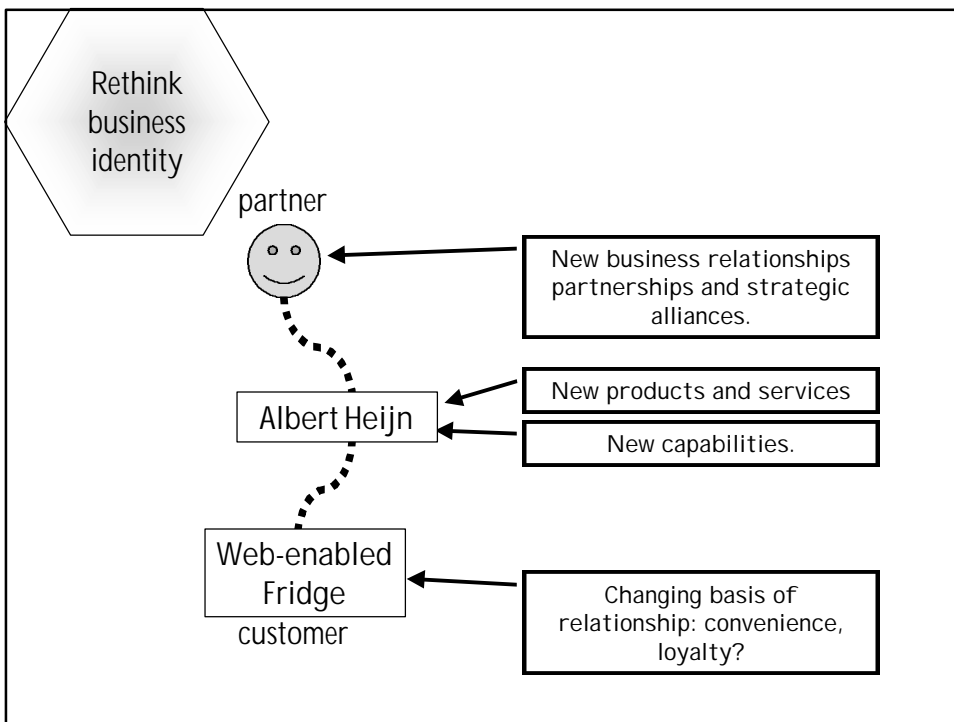 Rethink
business
identity
partner
New business relationships
partnerships and strategic
alliances.
Albert Heijn
New products and services
New capabilities.
Web-enabled
Fridge
customer
Changing basis of
relationship: convenience,
loyalty?